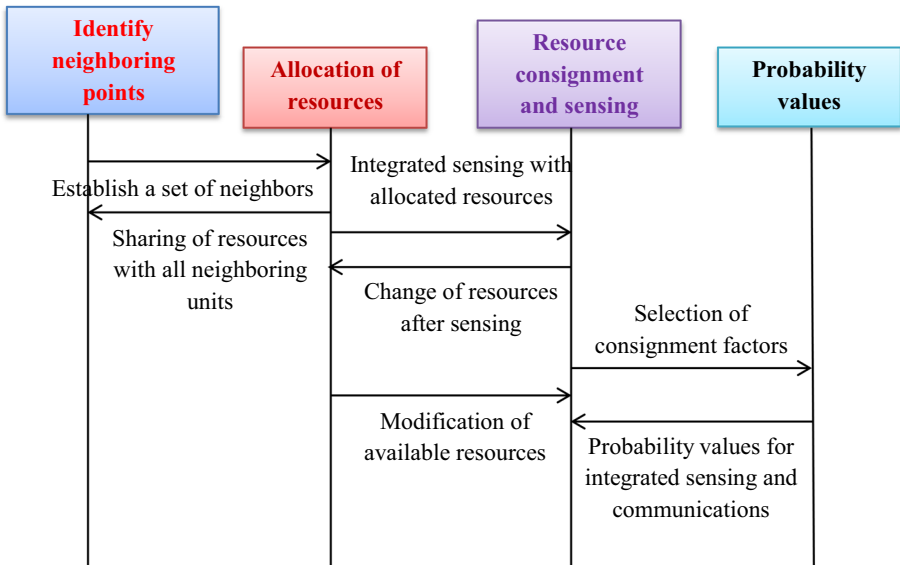 Identify
neighboring
points
Allocation of
resources
Resource
consignment
and sensing
Probability
values
Establish a set of neighbors
Integrated sensing with
allocated resources
Sharing of resources
with all neighboring
units
Change of resources
after sensing
Selection of
consignment factors
Modification of
available resources
Probability values for
integrated sensing and
communications